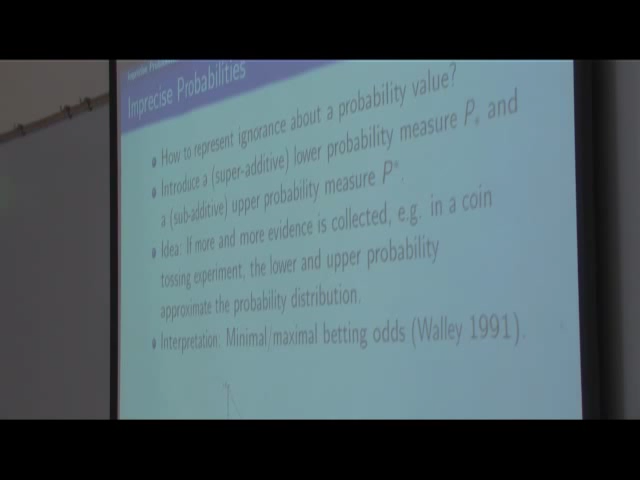 Imprecise Probabilities
Imprecise Probabilities
• How to represent ignorance about a probability value?
• Introduce a (super-additive) lower probability measure P* and
a (sub-additive) upper probability measure P*.
• Idea: If more and more evidence is collected, e.g. in a coin
tossing experiment, the lower and upper probability
approximate the probability distribution.
• Interpretation: Minimal/maximal betting odds (Walley 1991).